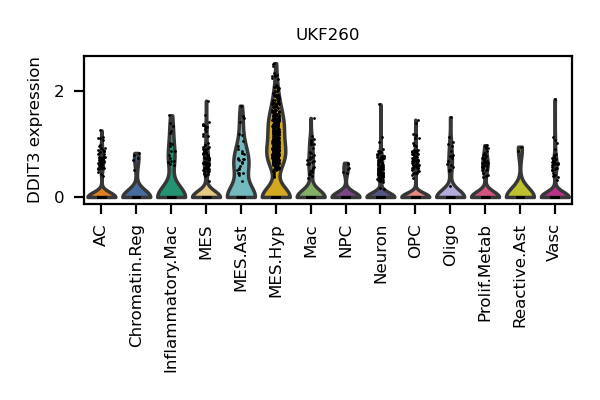 UKF260
DDIT3 expression
2
0
AC
Chromatin.Reg
Inflammatory.Mac
MES
MES.Ast
MES.Hyp
Mac
NPC
Neuron
OPC
Oligo
Prolif.Metab
Reactive.Ast
Vasc